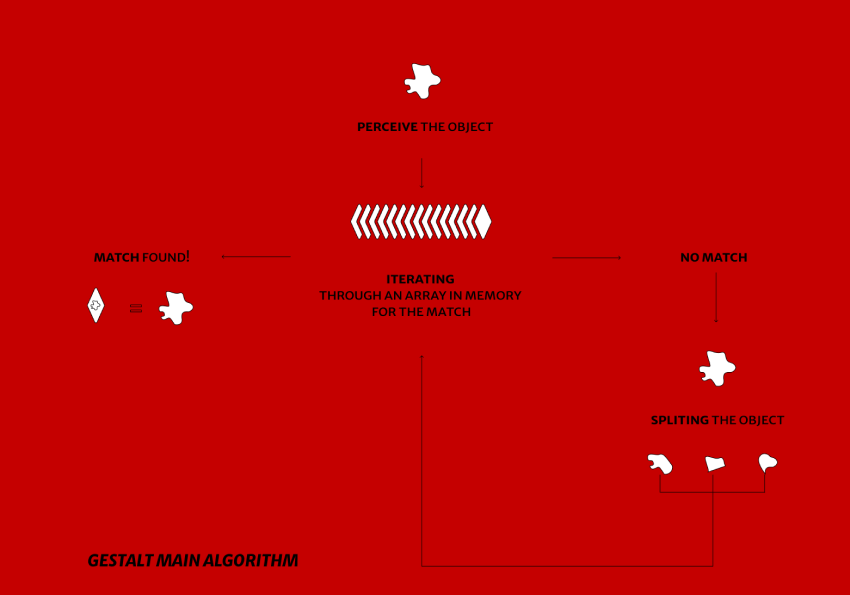 PERCEIVE THE OBJECT
MATCH FOUND!
NO MATCH
ITERATING
THROUGH AN ARRAY IN MEMORY
FOR THE MATCH
=
SPLITING THE OBJECT
GESTALT MAIN ALGORITHM